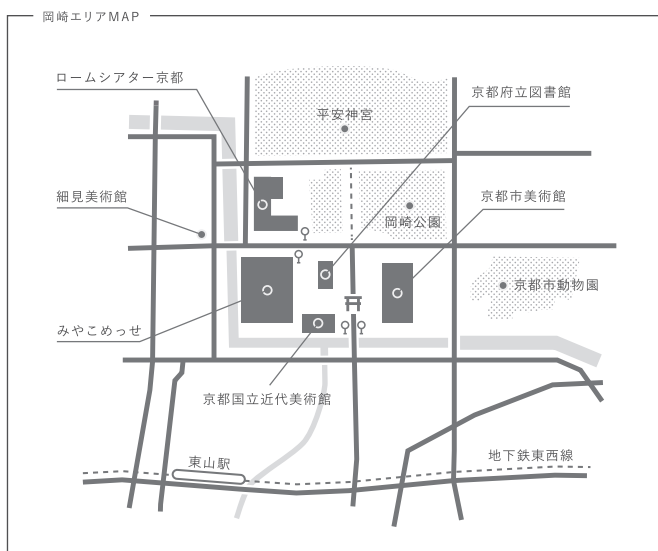 岡崎エリアMAP
ロームシアター京都
京都府立図書館
平安神宮
細見美術館
京都市美術館
岡崎公園
京都市動物園
みやこめっせ
京都国立近代美術館
東山駅
地下鉄東西線